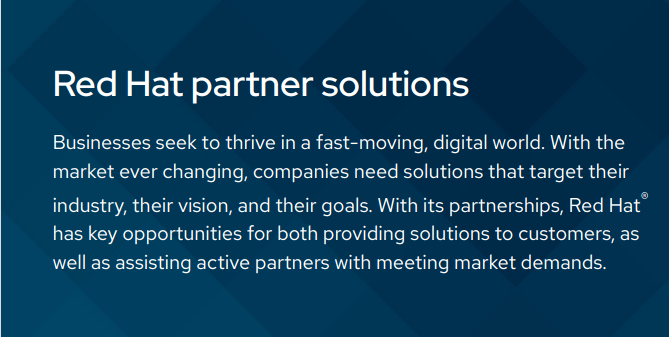 Red Hat partner solutions
Businesses seek to thrive in a fast-moving, digital world. With the
market ever changing, companies need solutions that target their
industry, their vision, and their goals. With its partnerships, Red Hat®
has key opportunities for both providing solutions to customers, as
well as assisting active partners with meeting market demands.